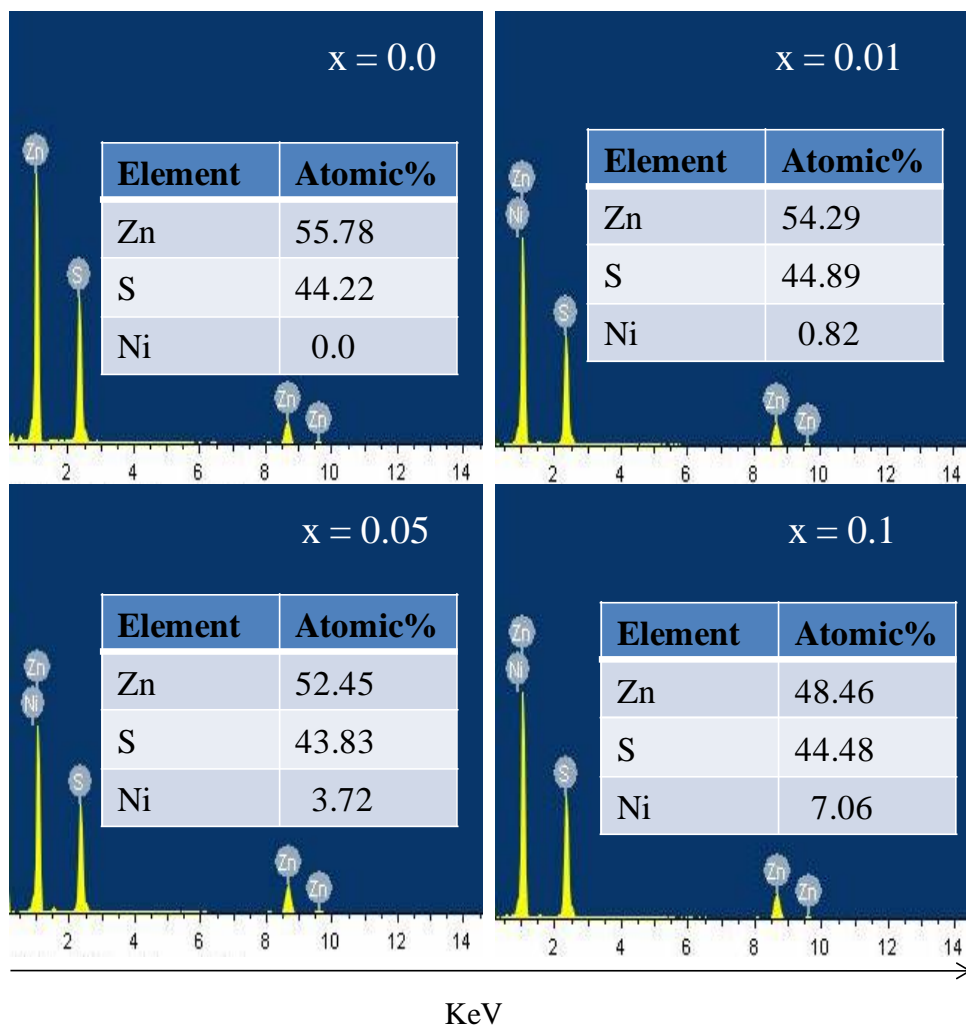 x = 0.0
Zn
S
Zn
Zn
Element Atomic%
Zn 55.78
S 44.22
Ni 0.0
2 4 6 8 10 12 14
x = 0.01
Zn
Ni
S
Zn
Zn
Element Atomic%
Zn 54.29
S 44.89
Ni 0.82
2 4 6 8 10 12 14
x = 0.05
Zn
Ni
S
Zn
Zn
Element Atomic%
Zn 52.45
S 43.83
Ni 3.72
2 4 6 8 10 12 14
x = 0.1
Zn
Ni
S
Zn
Zn
Element Atomic%
Zn 48.46
S 44.48
Ni 7.06
2 4 6 8 10 12 14
KeV